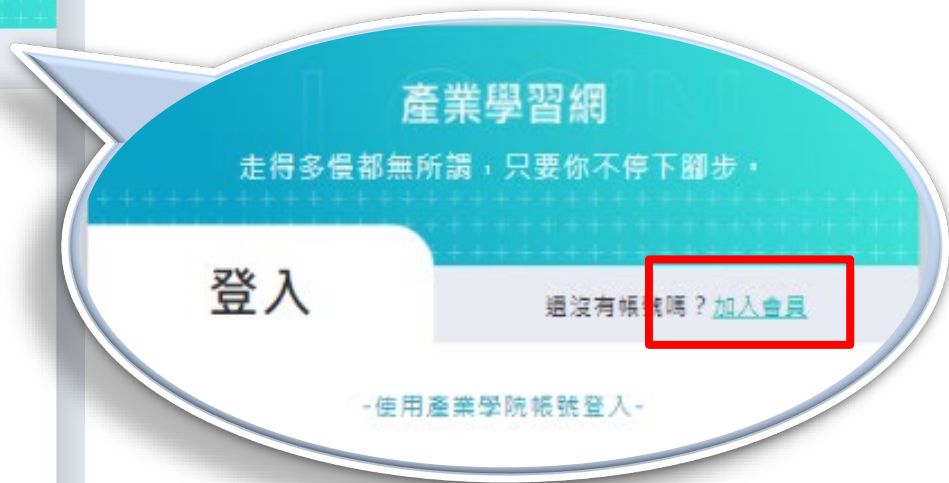 產業學習網
走得多慢都無所謂，只要你不停下腳步。
登入
還沒有帳號嗎？加入會員
-使用產業學院帳號登入-